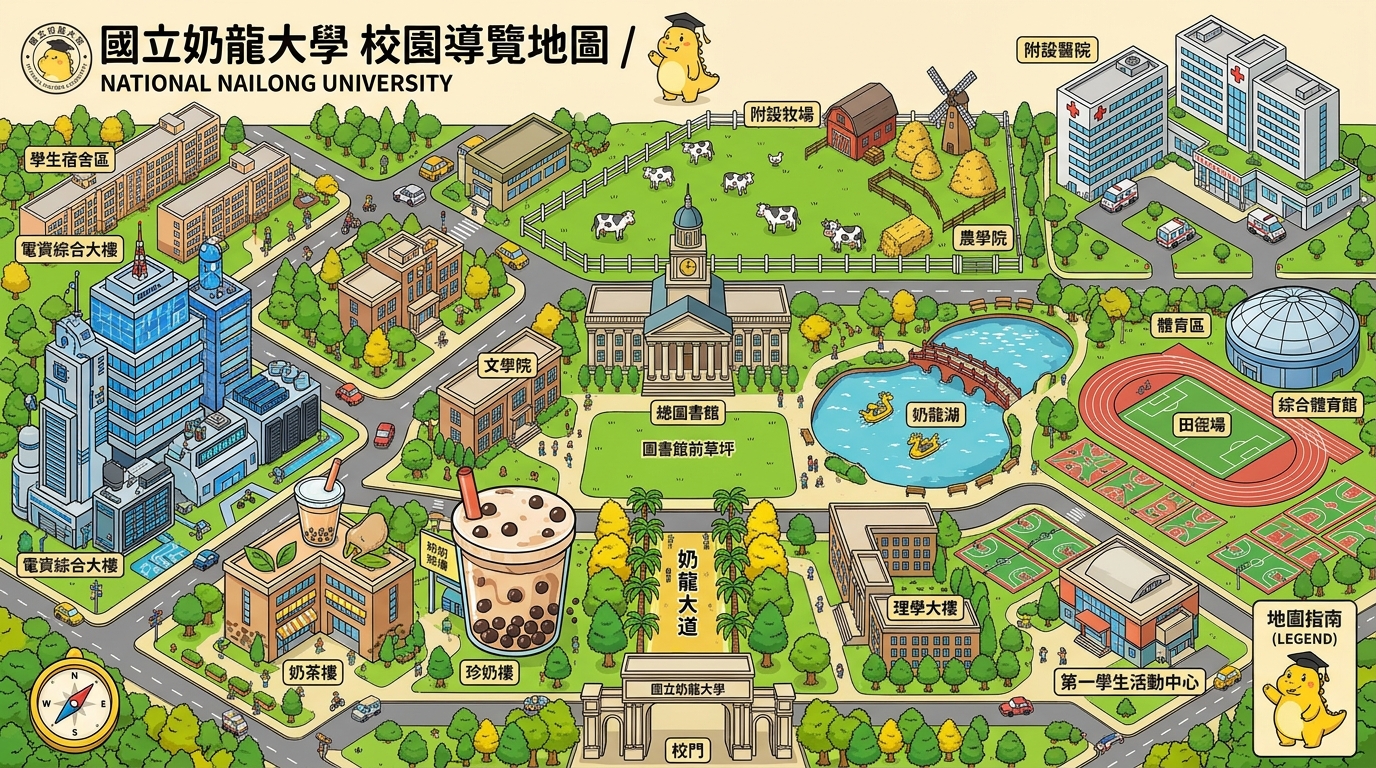 國立奶龍大學 校園導覽地圖 /
NATIONAL NAILONG UNIVERSITY
附設醫院
附設牧場
學生宿舍區
農學院
電資綜合大樓
體育區
文學院
綜合體育館
總圖書館
奶龍湖
田徑場
圖書館前草坪
電資綜合大樓
奶龍大道
理學大樓
地圖指南
(LEGEND)
奶茶樓
珍奶樓
第一學生活動中心
國立奶龍大學
校門
N
W E
S